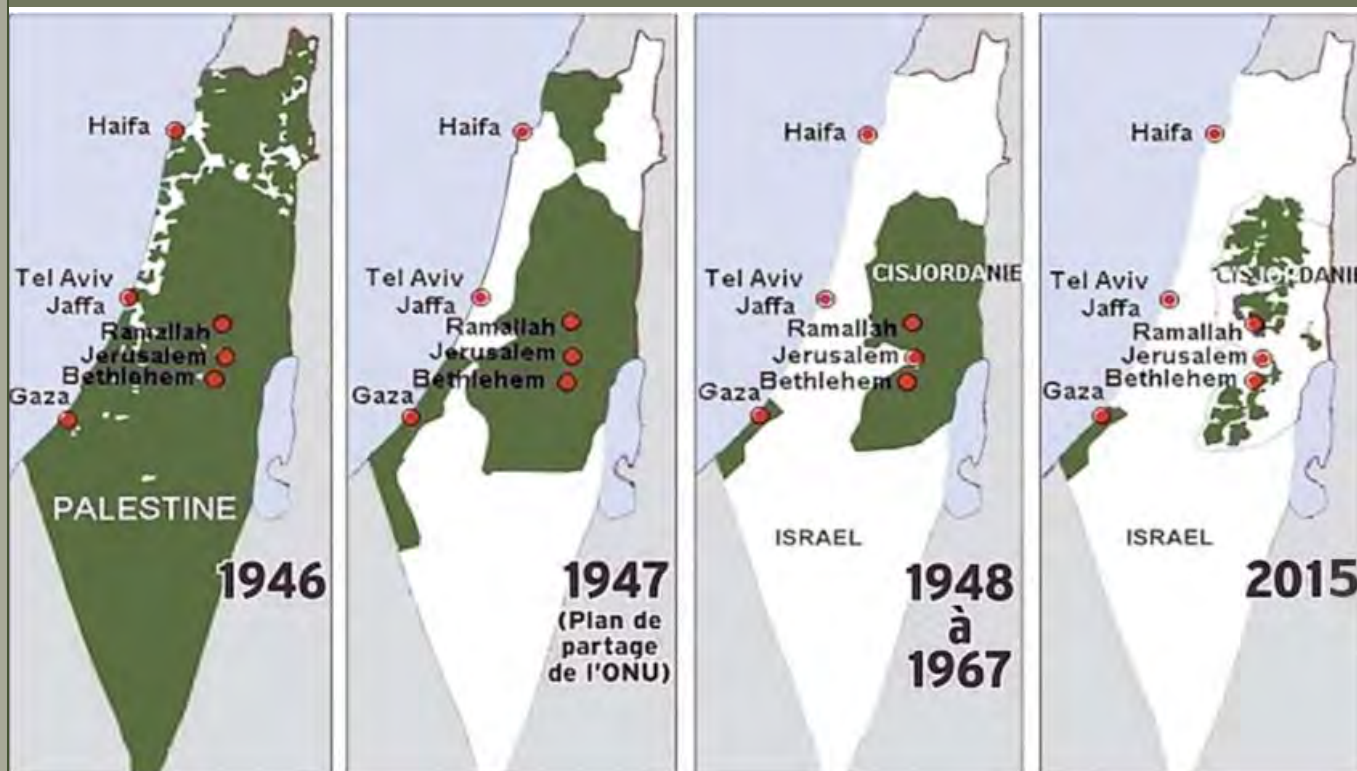 Haifa
Tel Aviv
Jaffa
Ramallah
Jerusalem
Bethlehem
Gaza
PALESTINE
1946
Haifa
Tel Aviv
Jaffa
Ramallah
Jerusalem
Bethlehem
Gaza
1947
(Plan de
partage
de l'ONU)
Haifa
CISJORDANIE
Tel Aviv
Jaffa
Ramallah
Jerusalem
Bethlehem
Gaza
ISRAEL
1948
à
1967
Haifa
CISJORDANIE
Tel Aviv
Jaffa
Ramallah
Jerusalem
Bethlehem
Gaza
ISRAEL
2015